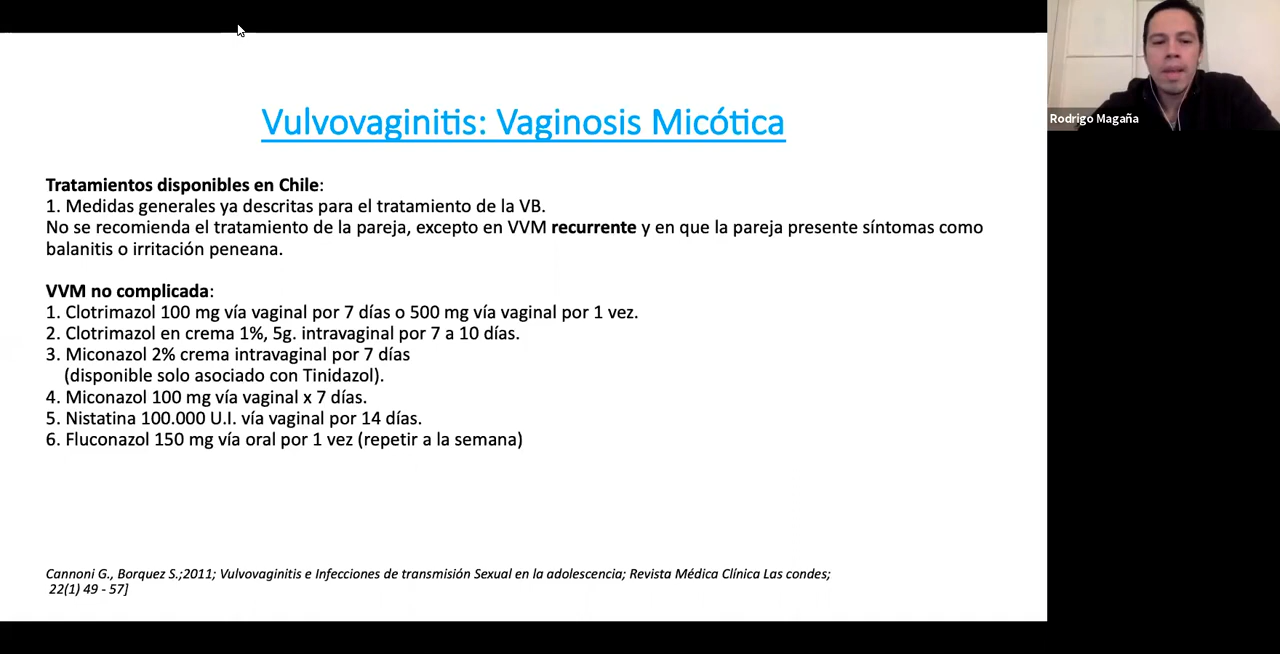 Vulvovaginitis: Vaginosis Micótica
Tratamientos disponibles en Chile:
1. Medidas generales ya descritas para el tratamiento de la VB.
No se recomienda el tratamiento de la pareja, excepto en VVM recurrente y en que la pareja presente síntomas como
balanitis o irritación peneana.
VVM no complicada:
1. Clotrimazol 100 mg vía vaginal por 7 días o 500 mg vía vaginal por 1 vez.
2. Clotrimazol en crema 1%, 5g. intravaginal por 7 a 10 días.
3. Miconazol 2% crema intravaginal por 7 días
(disponible solo asociado con Tinidazol).
4. Miconazol 100 mg vía vaginal x 7 días.
5. Nistatina 100.000 U.I. vía vaginal por 14 días.
6. Fluconazol 150 mg vía oral por 1 vez (repetir a la semana)
Cannoni G., Borquez S.;2011; Vulvovaginitis e Infecciones de transmisión Sexual en la adolescencia; Revista Médica Clínica Las condes;
22(1) 49 - 57]
Rodrigo Magaña